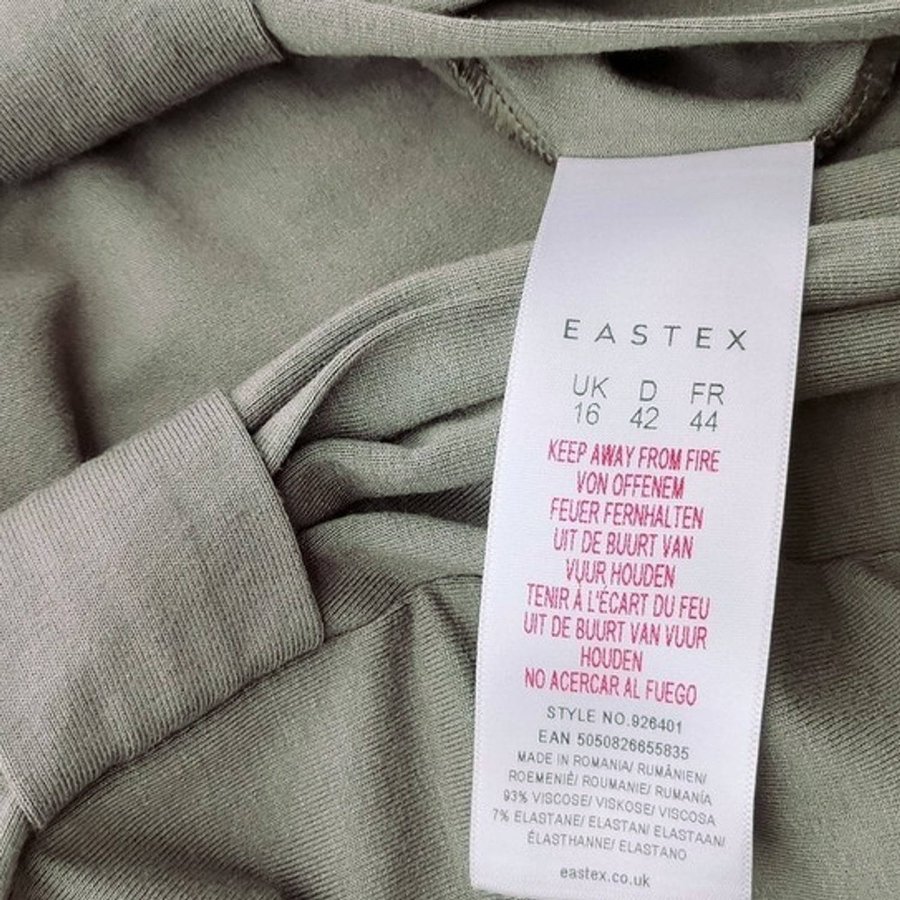 EASTEX
UK D FR
16 42 44
KEEP AWAY FROM FIRE
VON OFFENEM
FEUER FERNHALTEN
UIT DE BUURT VAN
VUUR HOUDEN
TENIR À L'ÉCART DU FEU
UIT DE BUURT VAN VUUR
HOUDEN
NO ACERCAR AL FUEGO
STYLE NO.926401
EAN 5050826655835
MADE IN ROMANIA/ RUMÄNIEN/
ROEMENIË/ ROUMANIE/ RUMANÍA
93% VISCOSE/ VISKOSE/ VISCOSA
7% ELASTANE/ ELASTAN/ ELASTAAN/
ÉLASTHANNE/ ELASTANO
eastex.co.uk